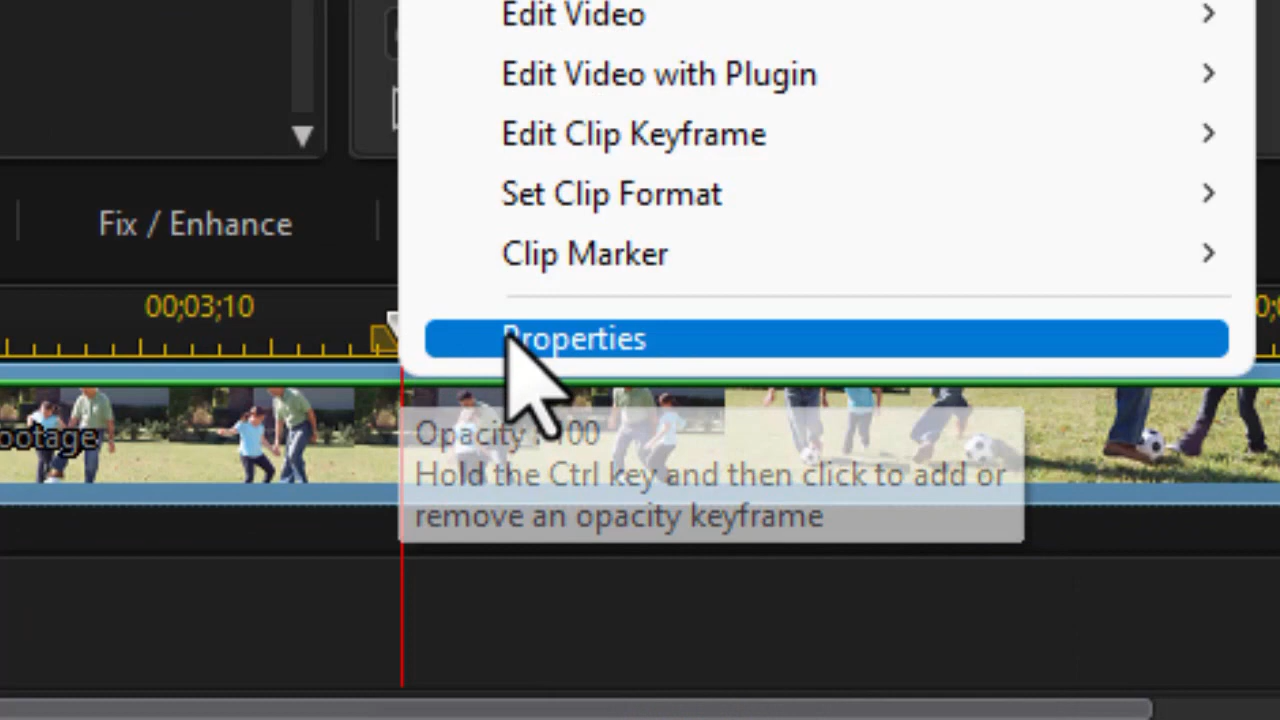 Edit Video
Edit Video with Plugin
Edit Clip Keyframe
Set Clip Format
Clip Marker
Fix / Enhance
00;03;10
Properties
ootage
Opacity : 100
Hold the Ctrl key and then click to add or
remove an opacity keyframe